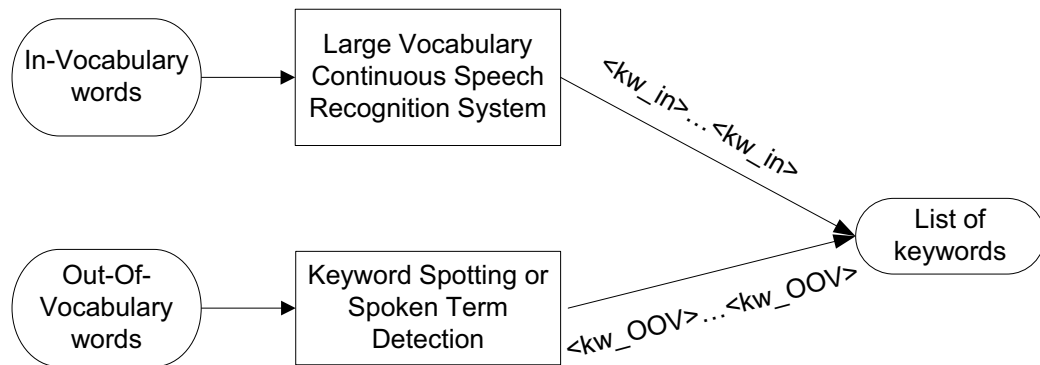 In-Vocabulary
words
Large Vocabulary
Continuous Speech
Recognition System
<kw_in>...<kw_in>
List of
keywords
Out-Of-
Vocabulary
words
Keyword Spotting or
Spoken Term
Detection
<kw_OOV>...<kw_OOV>